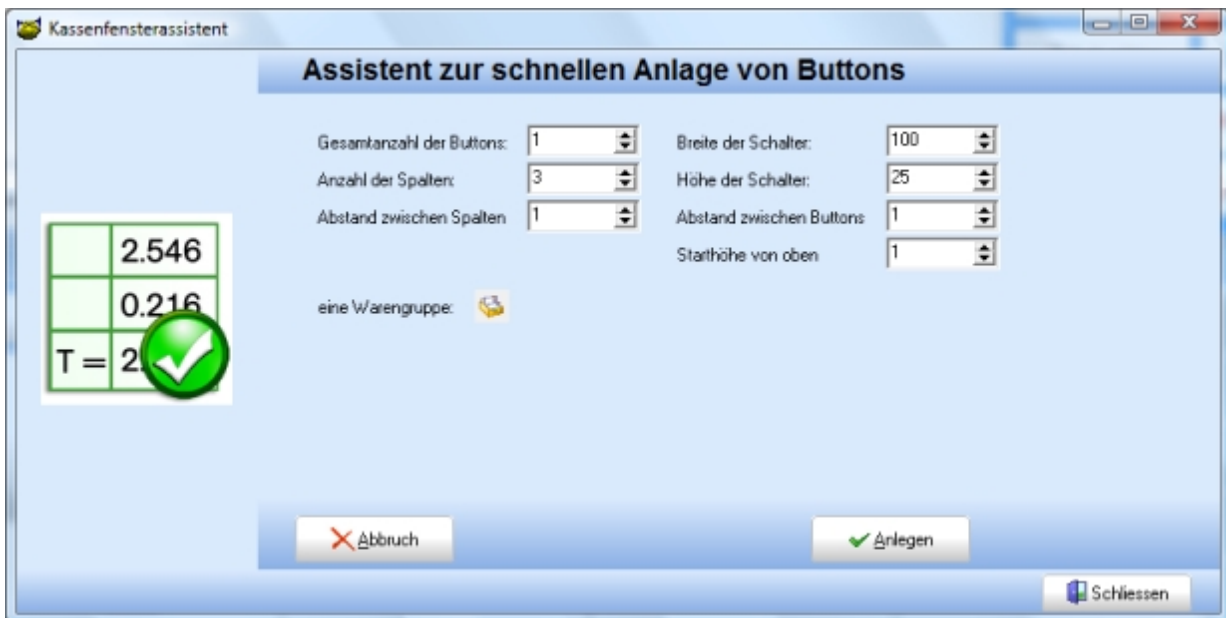 Kassenfensterassistent
Assistent zur schnellen Anlage von Buttons
Gesamtanzahl der Buttons: 1
Breite der Schalter: 100
Anzahl der Spalten: 3
Höhe der Schalter: 25
Abstand zwischen Spalten 1
Abstand zwischen Buttons 1
Starthöhe von oben 1
eine Warengruppe:
2.546
0.216
T = 2
Abbruch
Anlegen
Schliessen